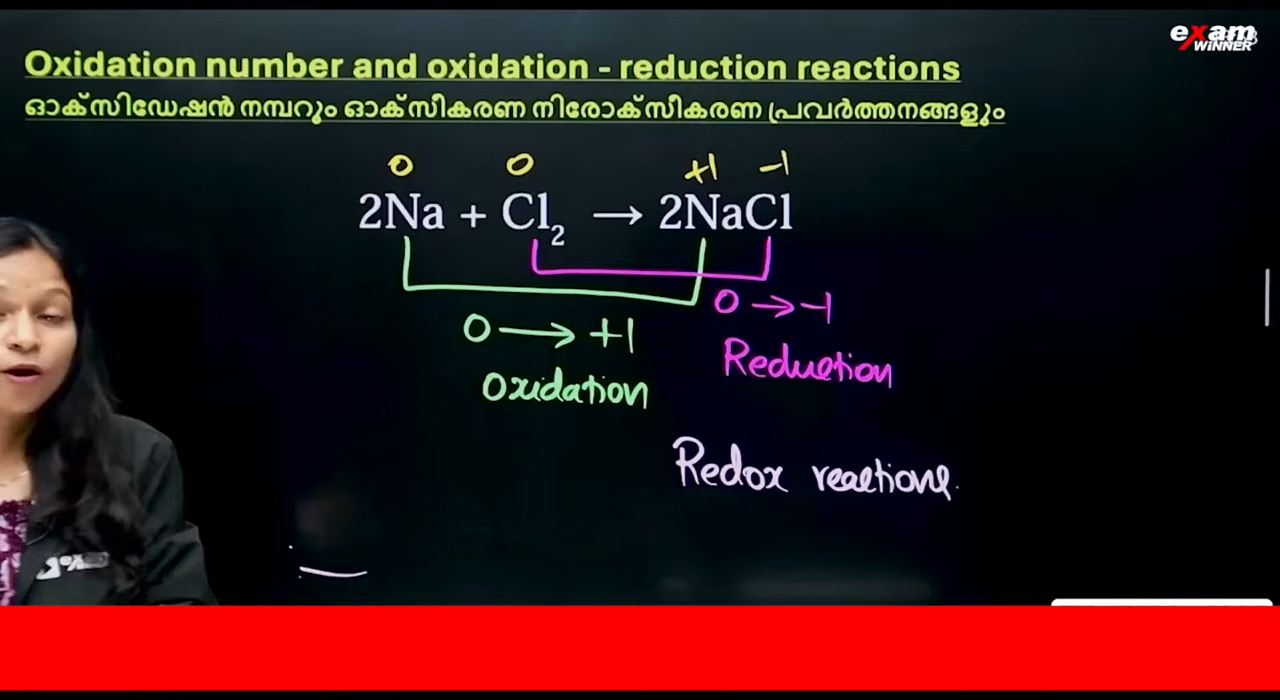 exam
WINNER
Oxidation number and oxidation - reduction reactions
ഓക്സിഡേഷൻ നമ്പറും ഓക്സീകരണ നിരോക്സീകരണ പ്രവർത്തനങ്ങളും
0 0 +1 -1
2Na + Cl₂ → 2NaCl
0 → -1
0 → +1
Reduction
Oxidation
Redox reactions.